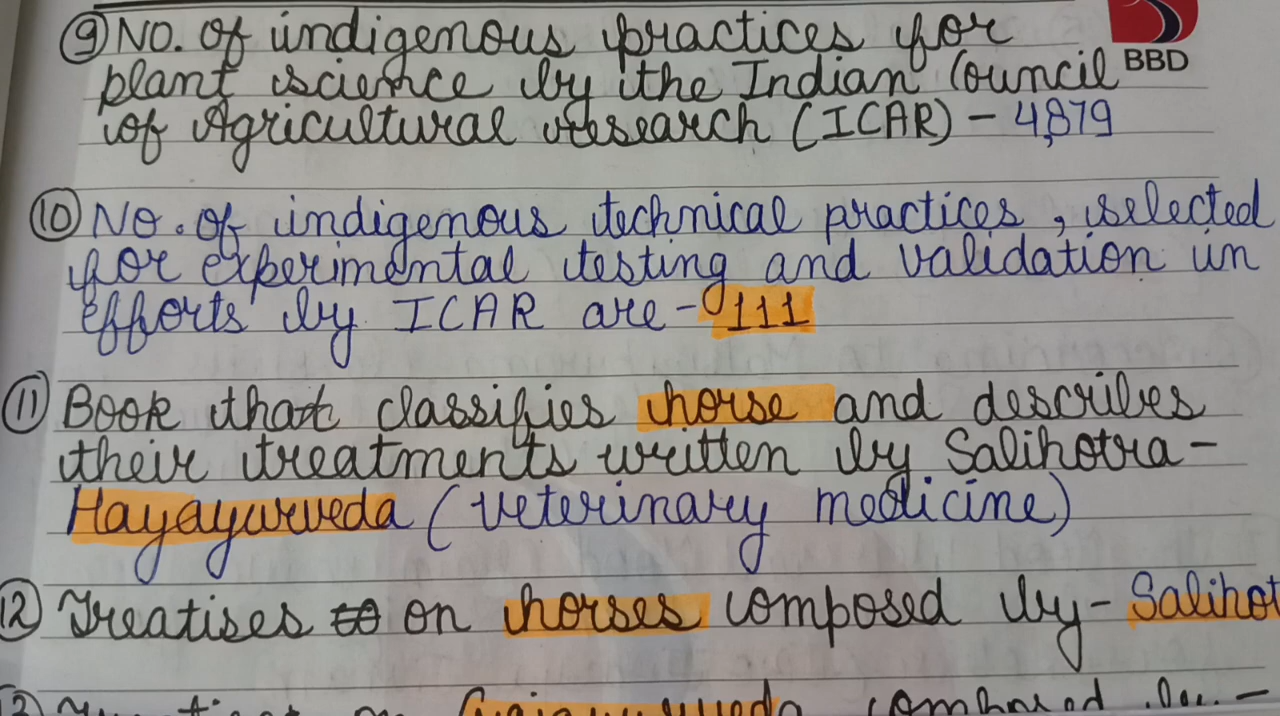 ⑨ No. of indigenous practices for
BBD
plant science by the Indian Council
of Agricultural research (ICAR) - 4,879
⑩ No. of indigenous technical practices, selected
for experimental testing and validation in
efforts by ICAR are - 111
⑪ Book that classifies horse and describes
their treatments written by Salihotra -
Hayayurveda (veterinary medicine)
⑫ Treatises on horses composed by - Salihot